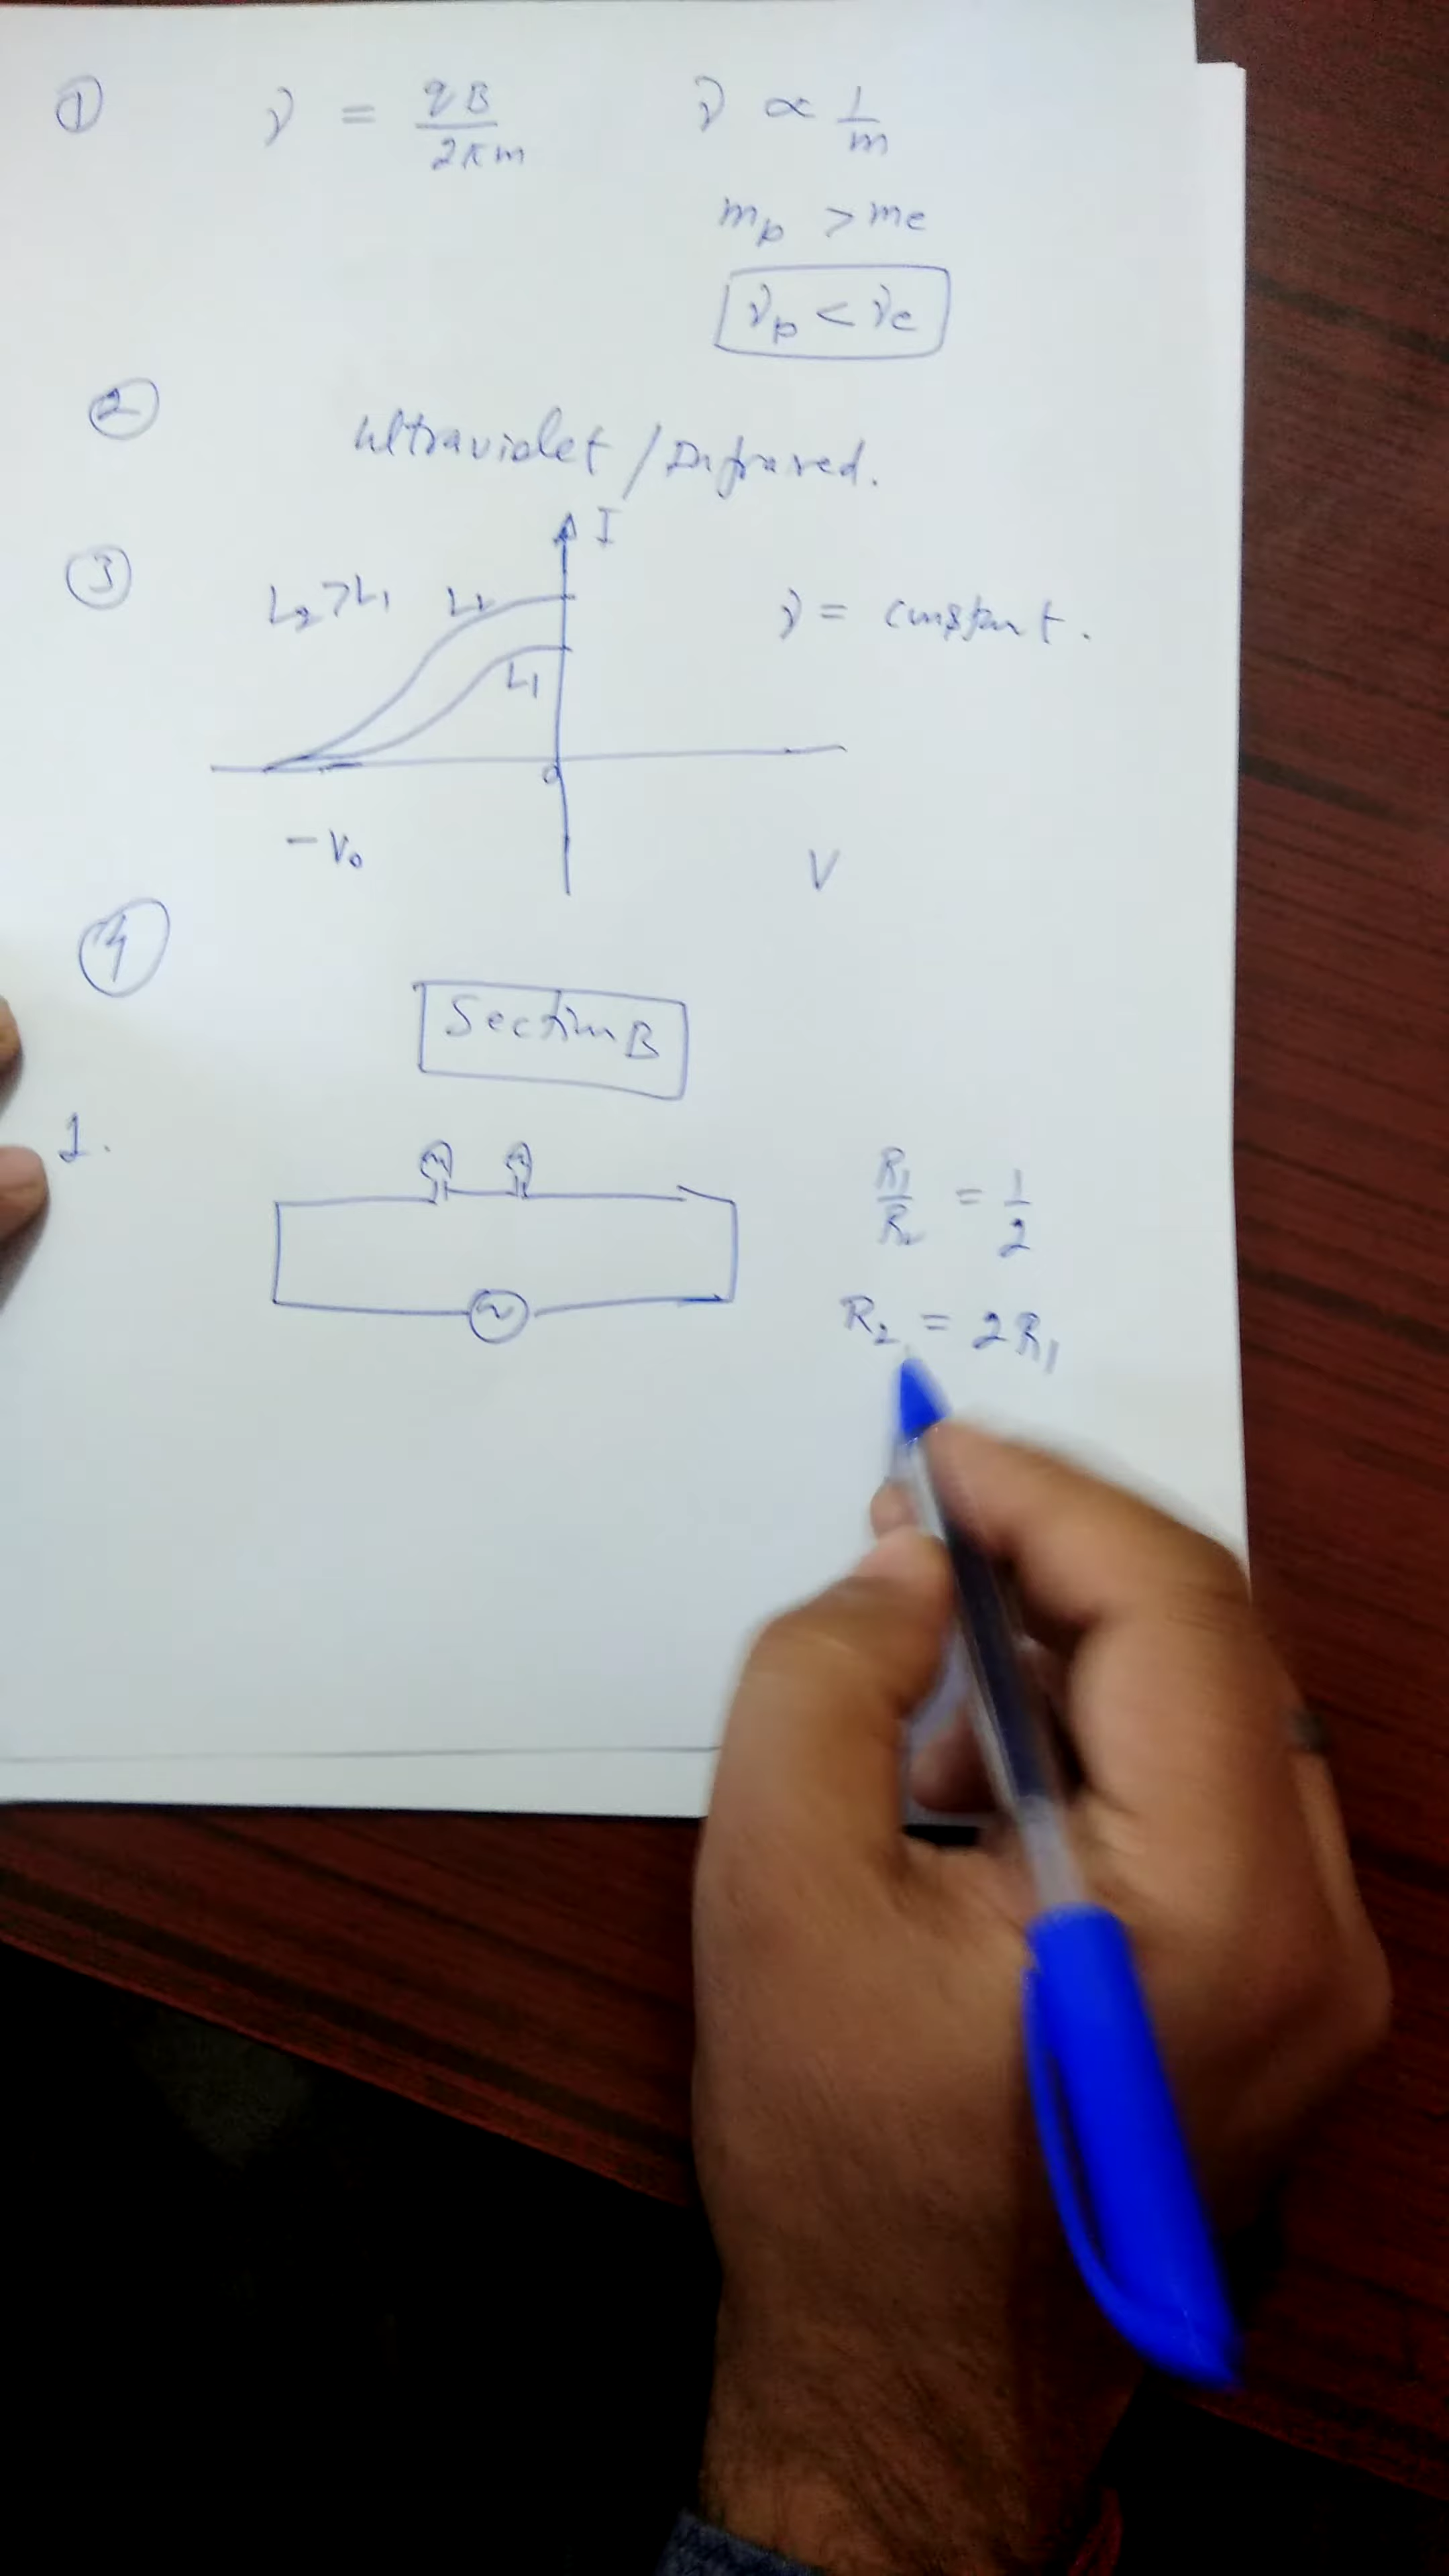 ① ν = qB / 2πm    ν ∝ 1/m
mp > me
νp < νe
② Ultraviolet / Infrared.
③ I
L2 > L1    L2    ν = constant.
L1
0
-V0    V
④
Section B
1.
R1/R2 = 1/2
~    R2 = 2R1